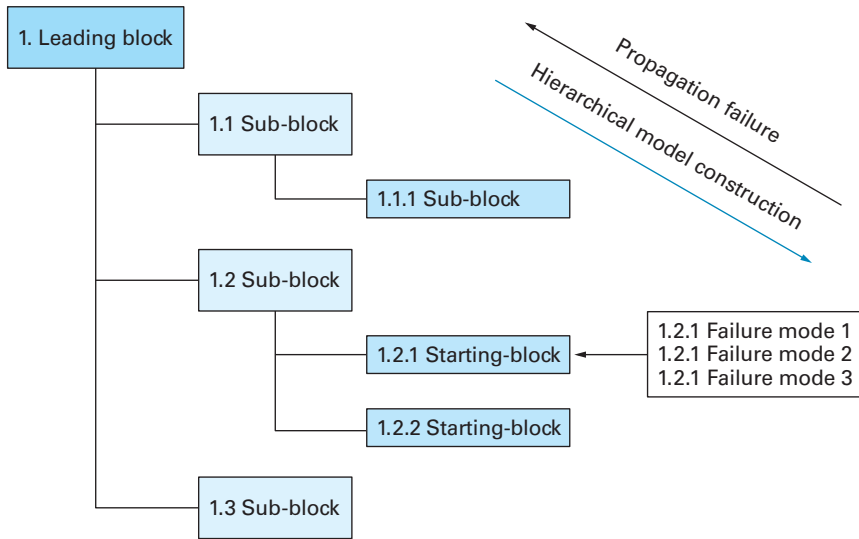 1. Leading block
Propagation failure
Hierarchical model construction
1.1 Sub-block
1.1.1 Sub-block
1.2 Sub-block
1.2.1 Starting-block
1.2.1 Failure mode 1
1.2.1 Failure mode 2
1.2.1 Failure mode 3
1.2.2 Starting-block
1.3 Sub-block